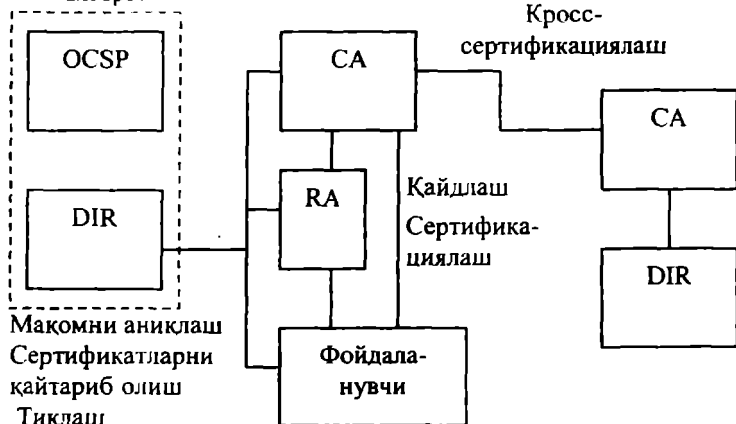 Кросс-
сертификациялаш
OCSP
CA
CA
DIR
RA
Қайдлаш
Сертифика-
циялаш
DIR
Мақомни аниқлаш
Сертификатларни
қайтариб олиш
Тиклаш
Фойдала-
нувчи